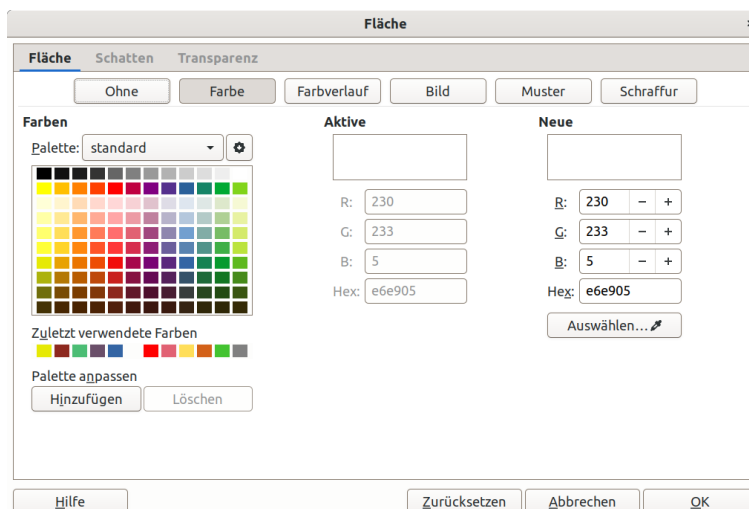 Fläche
Fläche Schatten Transparenz
Ohne Farbe Farbverlauf Bild Muster Schraffur
Farben Aktive Neue
Palette: standard
R: 230 R: 230 − +
G: 233 G: 233 − +
B: 5 B: 5 − +
Hex: e6e905 Hex: e6e905
Auswählen...
Zuletzt verwendete Farben
Palette anpassen
Hinzufügen Löschen
Hilfe Zurücksetzen Abbrechen OK